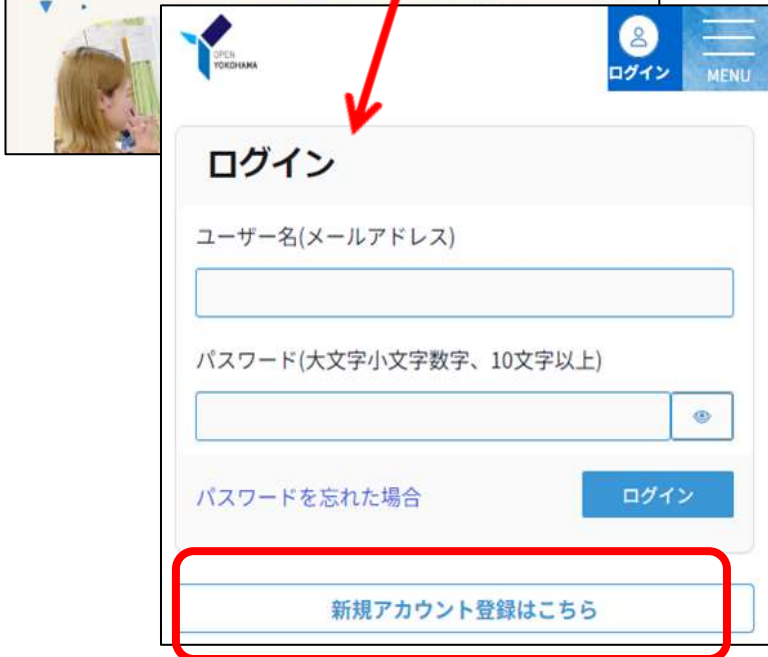 OPEN
YOKOHAMA
ログイン
MENU
ログイン
ユーザー名(メールアドレス)
パスワード(大文字小文字数字、10文字以上)
パスワードを忘れた場合
ログイン
新規アカウント登録はこちら